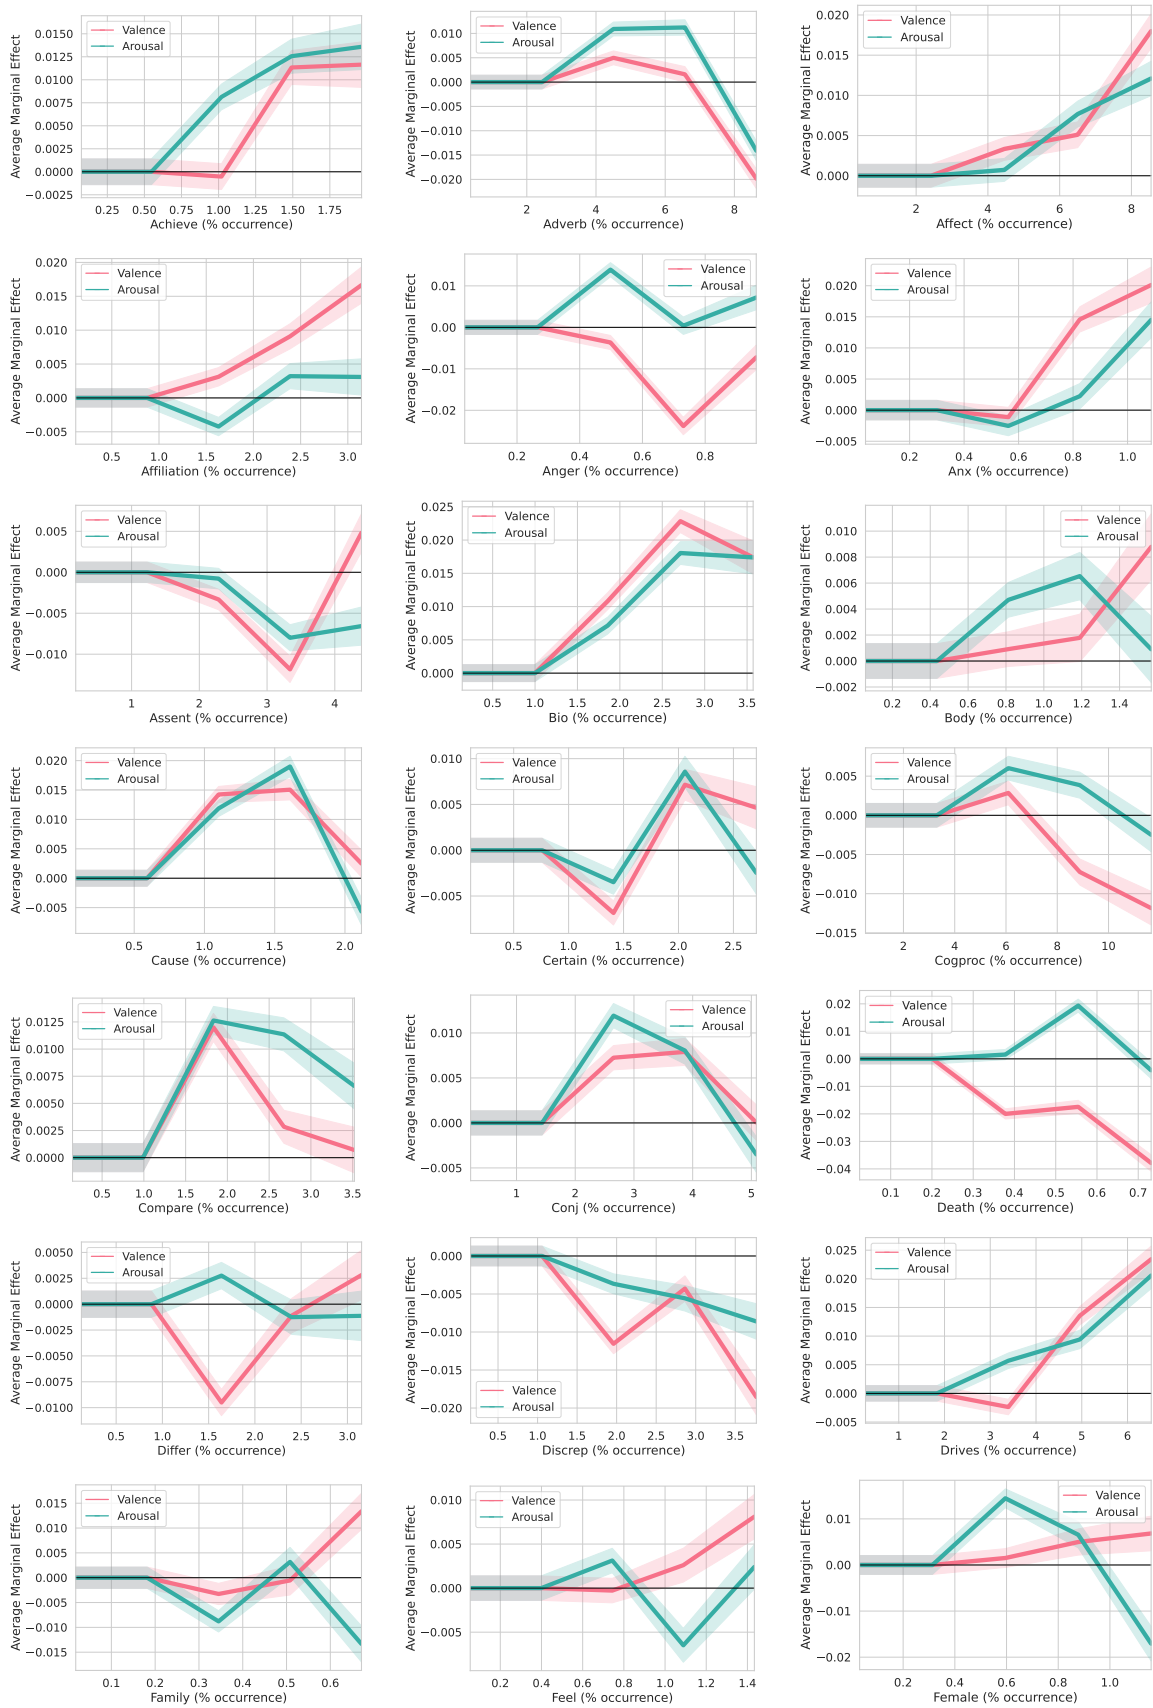 Average Marginal Effect
0.0150
0.0125
0.0100
0.0075
0.0050
0.0025
0.0000
−0.0025
Valence
Arousal
0.25 0.50 0.75 1.00 1.25 1.50 1.75
Achieve (% occurrence)
Average Marginal Effect
0.010
0.005
0.000
−0.005
−0.010
−0.015
−0.020
Valence
Arousal
2 4 6 8
Adverb (% occurrence)
Average Marginal Effect
0.020
0.015
0.010
0.005
0.000
Valence
Arousal
2 4 6 8
Affect (% occurrence)
Average Marginal Effect
0.020
0.015
0.010
0.005
0.000
−0.005
Valence
Arousal
0.5 1.0 1.5 2.0 2.5 3.0
Affiliation (% occurrence)
Average Marginal Effect
0.01
0.00
−0.01
−0.02
Valence
Arousal
0.2 0.4 0.6 0.8
Anger (% occurrence)
Average Marginal Effect
0.020
0.015
0.010
0.005
0.000
−0.005
Valence
Arousal
0.2 0.4 0.6 0.8 1.0
Anx (% occurrence)
Average Marginal Effect
0.005
0.000
−0.005
−0.010
Valence
Arousal
1 2 3 4
Assent (% occurrence)
Average Marginal Effect
0.025
0.020
0.015
0.010
0.005
0.000
Valence
Arousal
0.5 1.0 1.5 2.0 2.5 3.0 3.5
Bio (% occurrence)
Average Marginal Effect
0.010
0.008
0.006
0.004
0.002
0.000
−0.002
Valence
Arousal
0.2 0.4 0.6 0.8 1.0 1.2 1.4
Body (% occurrence)
Average Marginal Effect
0.020
0.015
0.010
0.005
0.000
−0.005
Valence
Arousal
0.5 1.0 1.5 2.0
Cause (% occurrence)
Average Marginal Effect
0.010
0.005
0.000
−0.005
Valence
Arousal
0.5 1.0 1.5 2.0 2.5
Certain (% occurrence)
Average Marginal Effect
0.005
0.000
−0.005
−0.010
−0.015
Valence
Arousal
2 4 6 8 10
Cogproc (% occurrence)
Average Marginal Effect
0.0125
0.0100
0.0075
0.0050
0.0025
0.0000
Valence
Arousal
0.5 1.0 1.5 2.0 2.5 3.0 3.5
Compare (% occurrence)
Average Marginal Effect
0.010
0.005
0.000
−0.005
Valence
Arousal
1 2 3 4 5
Conj (% occurrence)
Average Marginal Effect
0.02
0.01
0.00
−0.01
−0.02
−0.03
−0.04
Valence
Arousal
0.1 0.2 0.3 0.4 0.5 0.6 0.7
Death (% occurrence)
Average Marginal Effect
0.0050
0.0025
0.0000
−0.0025
−0.0050
−0.0075
−0.0100
Valence
Arousal
0.5 1.0 1.5 2.0 2.5 3.0
Differ (% occurrence)
Average Marginal Effect
0.000
−0.005
−0.010
−0.015
−0.020
Valence
Arousal
0.5 1.0 1.5 2.0 2.5 3.0 3.5
Discrep (% occurrence)
Average Marginal Effect
0.025
0.020
0.015
0.010
0.005
0.000
−0.005
Valence
Arousal
1 2 3 4 5 6
Drives (% occurrence)
Average Marginal Effect
0.015
0.010
0.005
0.000
−0.005
−0.010
−0.015
Valence
Arousal
0.1 0.2 0.3 0.4 0.5 0.6
Family (% occurrence)
Average Marginal Effect
0.010
0.005
0.000
−0.005
Valence
Arousal
0.2 0.4 0.6 0.8 1.0 1.2 1.4
Feel (% occurrence)
Average Marginal Effect
0.01
0.00
−0.01
−0.02
Valence
Arousal
0.2 0.4 0.6 0.8 1.0
Female (% occurrence)